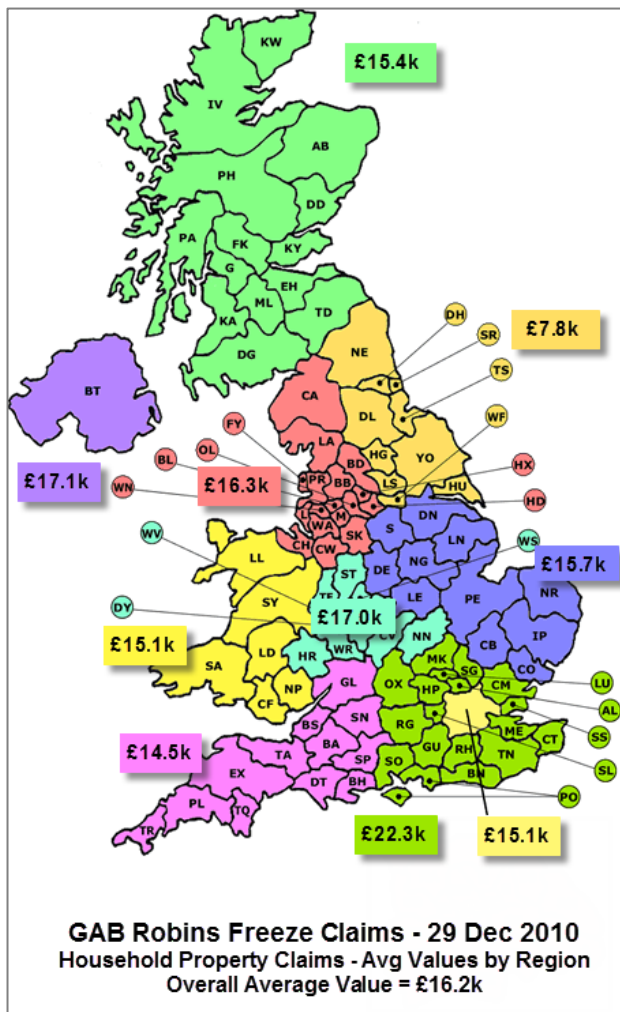 KW
£15.4k
IV
AB
PH
DD
PA
FK
KY
G
EH
ML
TD
KA
DG
DH
£7.8k
SR
NE
BT
CA
TS
DL
WF
FY
LA
HG
YO
OL
BD
BL
£17.1k
PR
BB
LS
HU
HX
WN
£16.3k
HD
L
M
WA
S
DN
SK
LN
WV
CH
CW
WS
LL
ST
DE
NG
£15.7k
NR
SY
LE
PE
DY
£17.0k
IP
£15.1k
LD
HR
WR
NN
CB
SA
MK
CO
SG
NP
GL
OX
CM
LU
CF
HP
AL
SN
RG
SS
BS
ME
CT
£14.5k
BA
GU
RH
TN
TA
SP
SO
SL
EX
DT
BH
BN
PL
TQ
PO
TR
£22.3k
£15.1k
GAB Robins Freeze Claims - 29 Dec 2010
Household Property Claims - Avg Values by Region
Overall Average Value = £16.2k